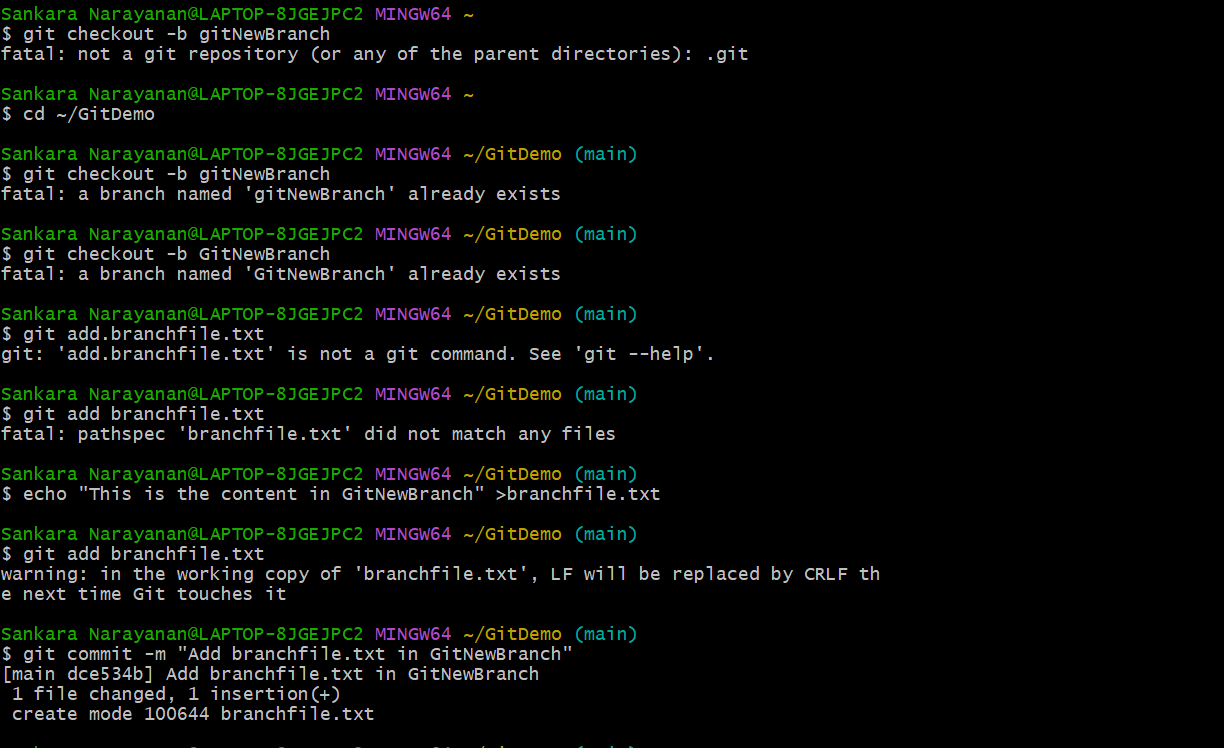 Sankara Narayanan@LAPTOP-8JGEJPC2 MINGW64 ~
$ git checkout -b gitNewBranch
fatal: not a git repository (or any of the parent directories): .git
Sankara Narayanan@LAPTOP-8JGEJPC2 MINGW64 ~
$ cd ~/GitDemo
Sankara Narayanan@LAPTOP-8JGEJPC2 MINGW64 ~/GitDemo (main)
$ git checkout -b gitNewBranch
fatal: a branch named 'gitNewBranch' already exists
Sankara Narayanan@LAPTOP-8JGEJPC2 MINGW64 ~/GitDemo (main)
$ git checkout -b GitNewBranch
fatal: a branch named 'GitNewBranch' already exists
Sankara Narayanan@LAPTOP-8JGEJPC2 MINGW64 ~/GitDemo (main)
$ git add.branchfile.txt
git: 'add.branchfile.txt' is not a git command. See 'git --help'.
Sankara Narayanan@LAPTOP-8JGEJPC2 MINGW64 ~/GitDemo (main)
$ git add branchfile.txt
fatal: pathspec 'branchfile.txt' did not match any files
Sankara Narayanan@LAPTOP-8JGEJPC2 MINGW64 ~/GitDemo (main)
$ echo "This is the content in GitNewBranch" >branchfile.txt
Sankara Narayanan@LAPTOP-8JGEJPC2 MINGW64 ~/GitDemo (main)
$ git add branchfile.txt
warning: in the working copy of 'branchfile.txt', LF will be replaced by CRLF th
e next time Git touches it
Sankara Narayanan@LAPTOP-8JGEJPC2 MINGW64 ~/GitDemo (main)
$ git commit -m "Add branchfile.txt in GitNewBranch"
[main dce534b] Add branchfile.txt in GitNewBranch
 1 file changed, 1 insertion(+)
 create mode 100644 branchfile.txt